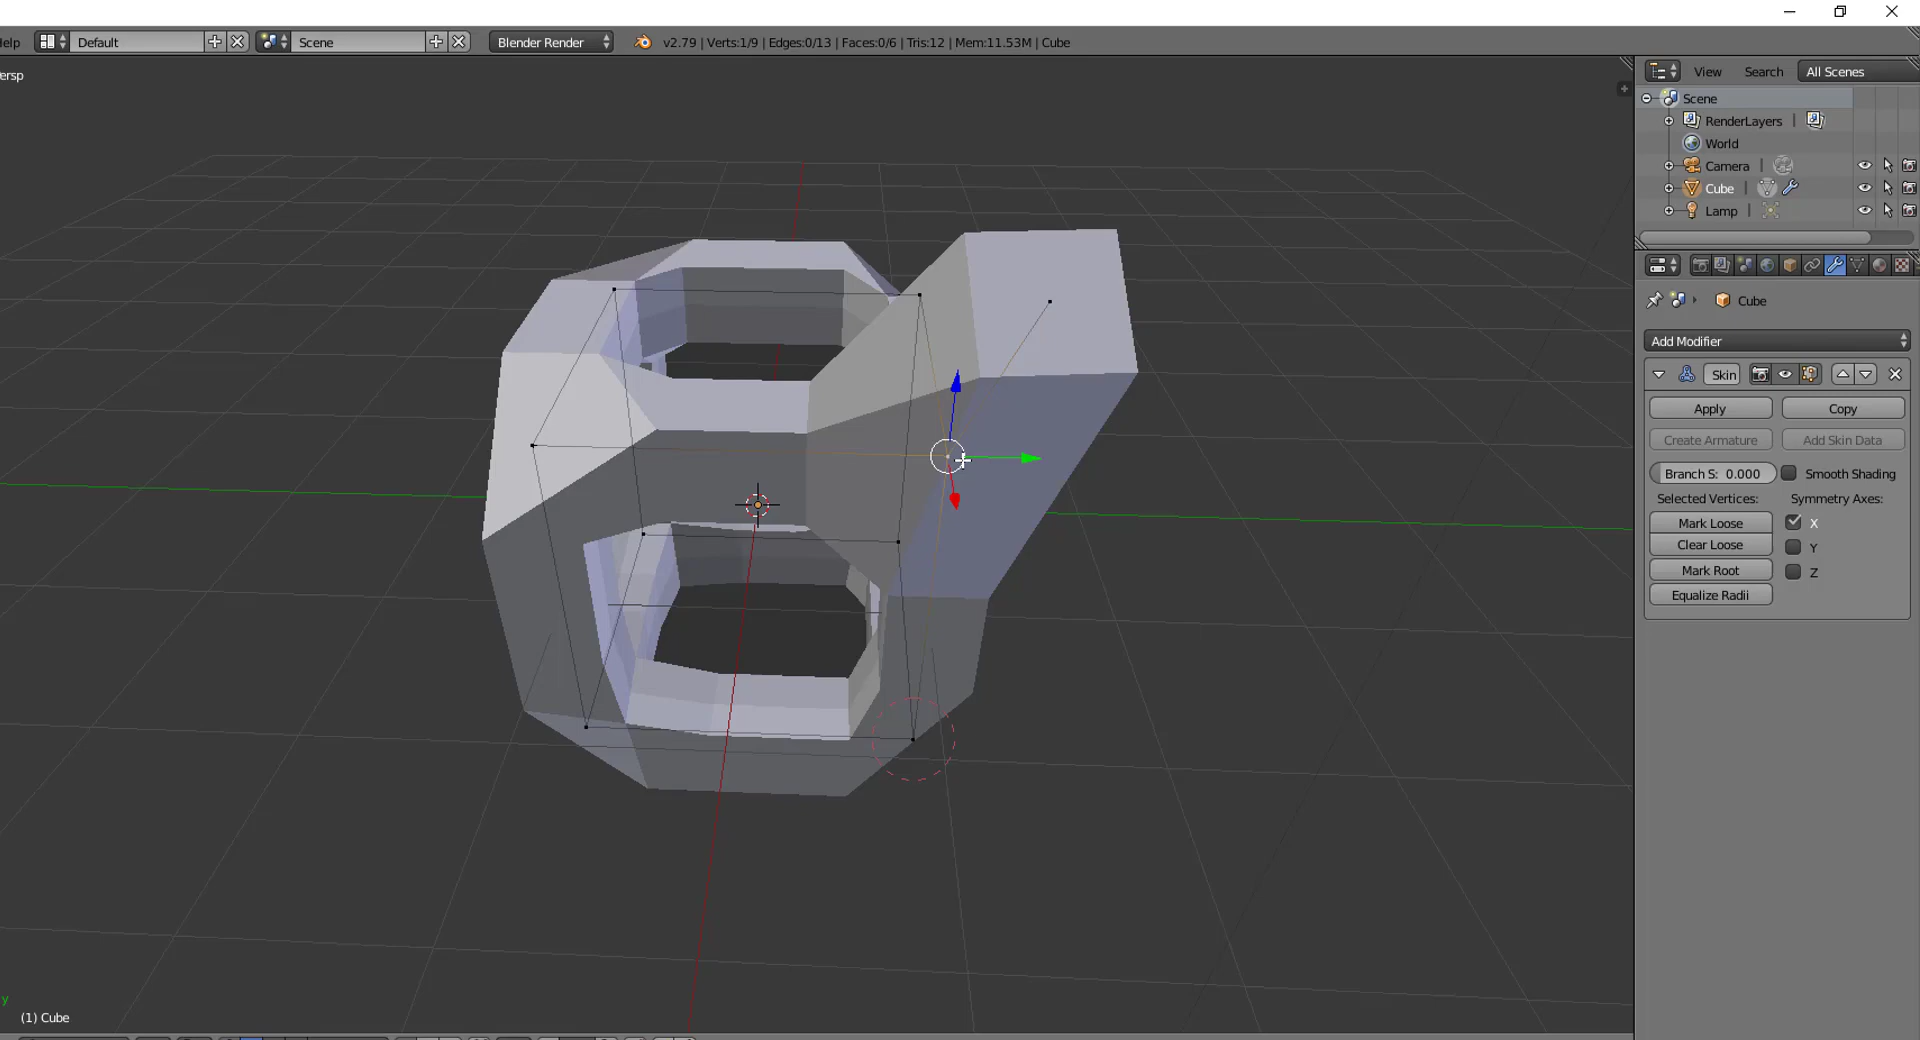 Help
Default
Scene
Blender Render
v2.79 | Verts:1/9 | Edges:0/13 | Faces:0/6 | Tris:12 | Mem:11.53M | Cube
ersp
View Search All Scenes
Scene
RenderLayers
World
Camera
Cube
Lamp
Cube
Add Modifier
Skin
Apply Copy
Create Armature Add Skin Data
Branch S: 0.000 Smooth Shading
Selected Vertices: Symmetry Axes:
Mark Loose X
Clear Loose Y
Mark Root Z
Equalize Radii
y
(1) Cube